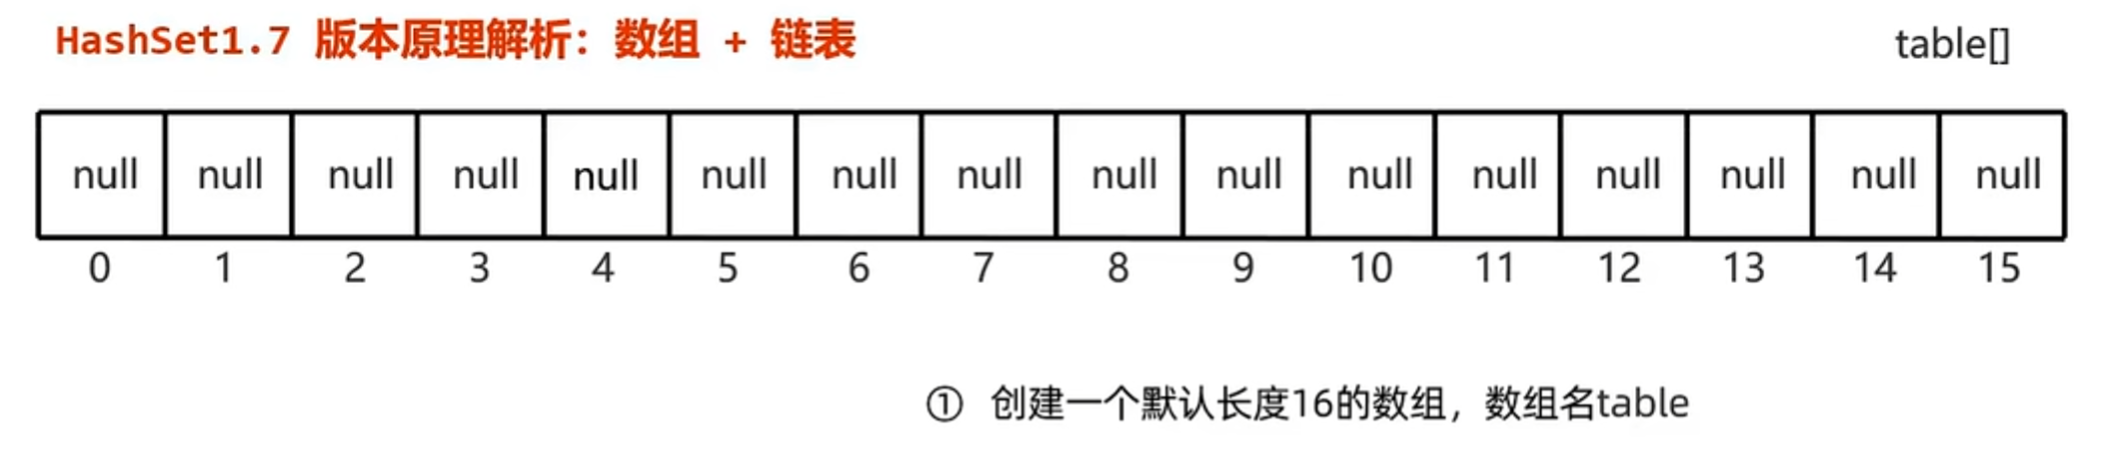 HashSet1.7 版本原理解析：数组 + 链表
table[]
null null null null null null null null null null null null null null null null
0 1 2 3 4 5 6 7 8 9 10 11 12 13 14 15
① 创建一个默认长度16的数组，数组名table